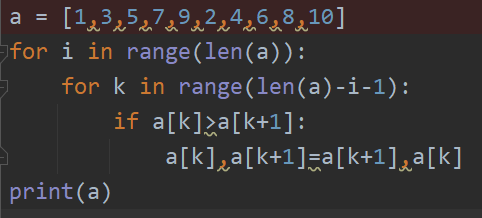 a = [1,3,5,7,9,2,4,6,8,10]
for i in range(len(a)):
    for k in range(len(a)-i-1):
        if a[k]>a[k+1]:
            a[k],a[k+1]=a[k+1],a[k]
print(a)